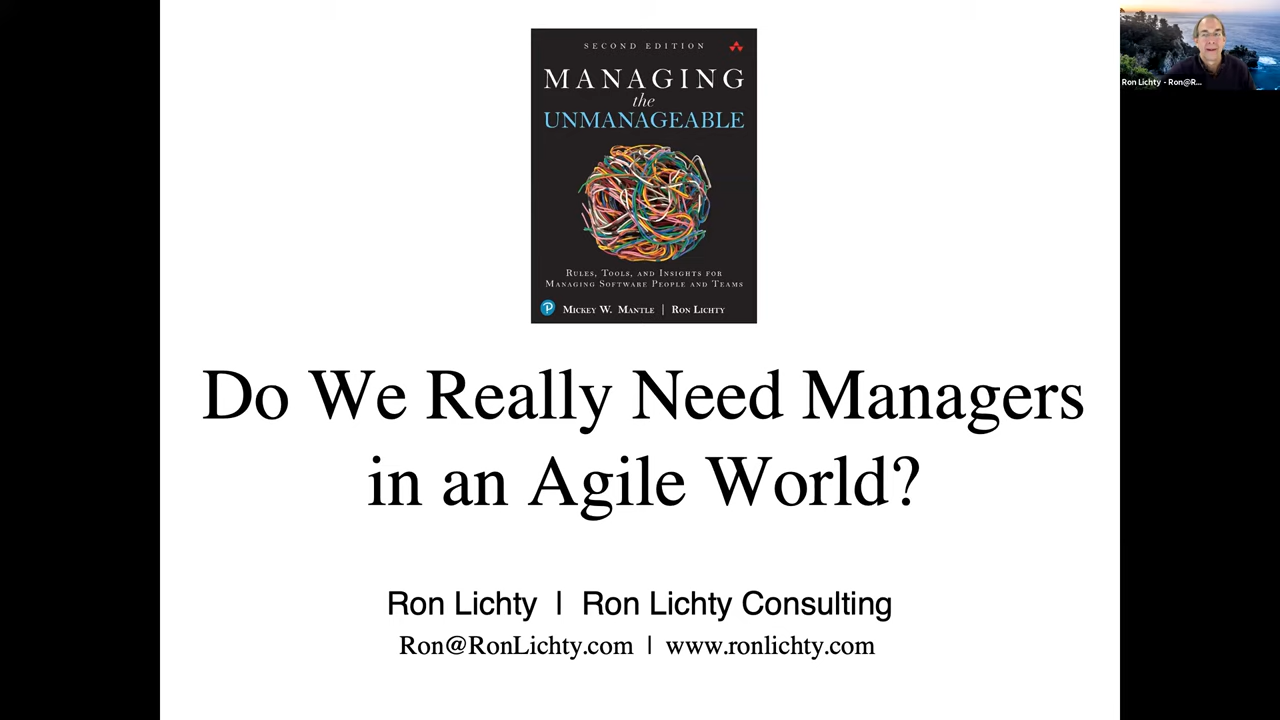 SECOND EDITION
MANAGING
the
UNMANAGEABLE
RULES, TOOLS, AND INSIGHTS FOR
MANAGING SOFTWARE PEOPLE AND TEAMS
MICKEY W. MANTLE | RON LICHTY
Do We Really Need Managers
in an Agile World?
Ron Lichty | Ron Lichty Consulting
Ron@RonLichty.com | www.ronlichty.com
Ron Lichty - Ron@R...